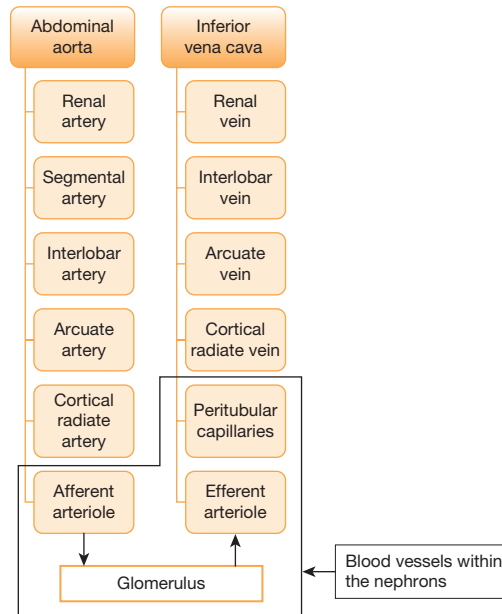 Abdominal
aorta
Renal
artery
Segmental
artery
Interlobar
artery
Arcuate
artery
Cortical
radiate
artery
Afferent
arteriole
Inferior
vena cava
Renal
vein
Interlobar
vein
Arcuate
vein
Cortical
radiate vein
Peritubular
capillaries
Efferent
arteriole
Glomerulus
Blood vessels within
the nephrons